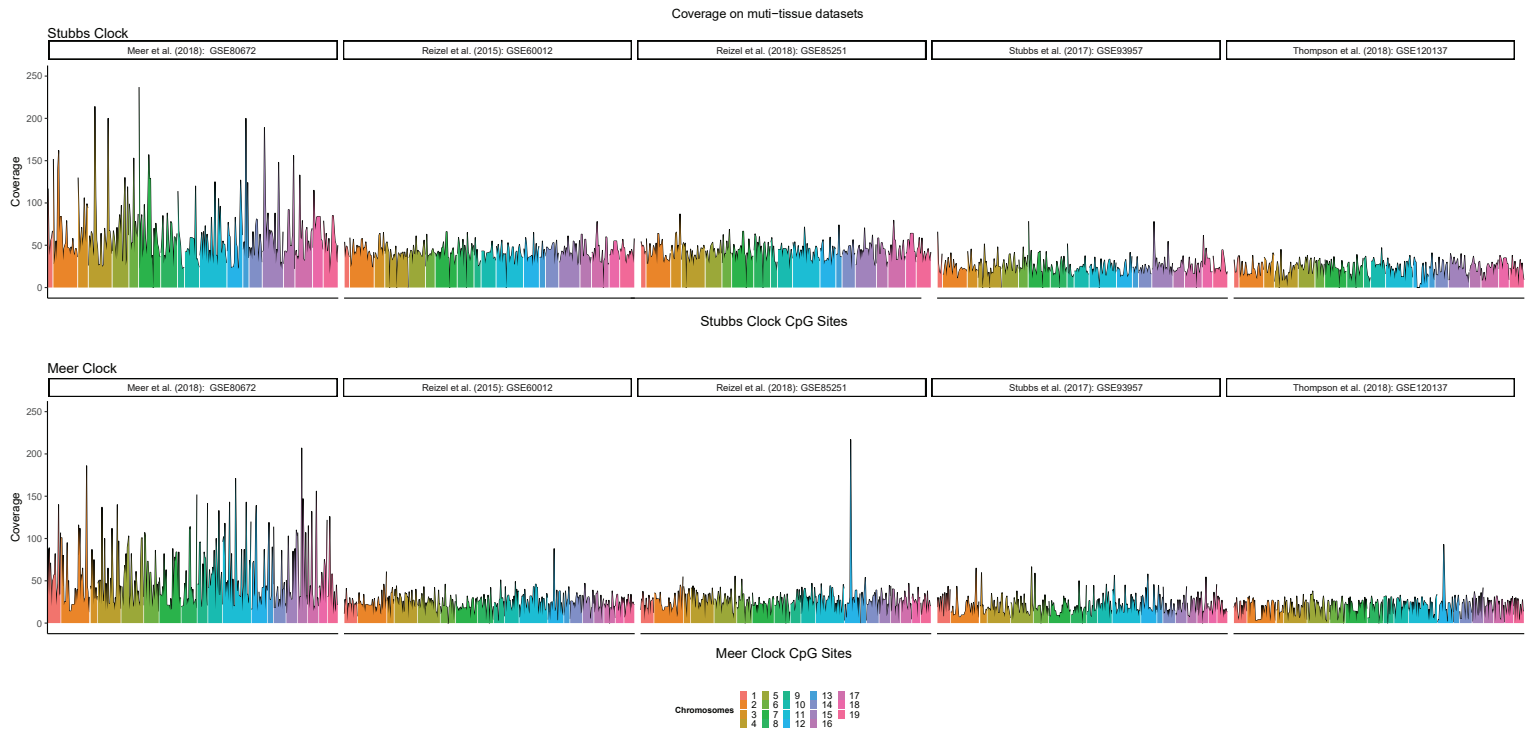 Coverage on muti−tissue datasets
Stubbs Clock
Meer et al. (2018):  GSE80672
Reizel et al. (2015): GSE60012
Reizel et al. (2018): GSE85251
Stubbs et al. (2017): GSE93957
Thompson et al. (2018): GSE120137
250
200
150
100
50
0
Coverage
Stubbs Clock CpG Sites
Meer Clock
Meer et al. (2018):  GSE80672
Reizel et al. (2015): GSE60012
Reizel et al. (2018): GSE85251
Stubbs et al. (2017): GSE93957
Thompson et al. (2018): GSE120137
250
200
150
100
50
0
Coverage
Meer Clock CpG Sites
Chromosomes
1 5 9 13 17
2 6 10 14 18
3 7 11 15 19
4 8 12 16